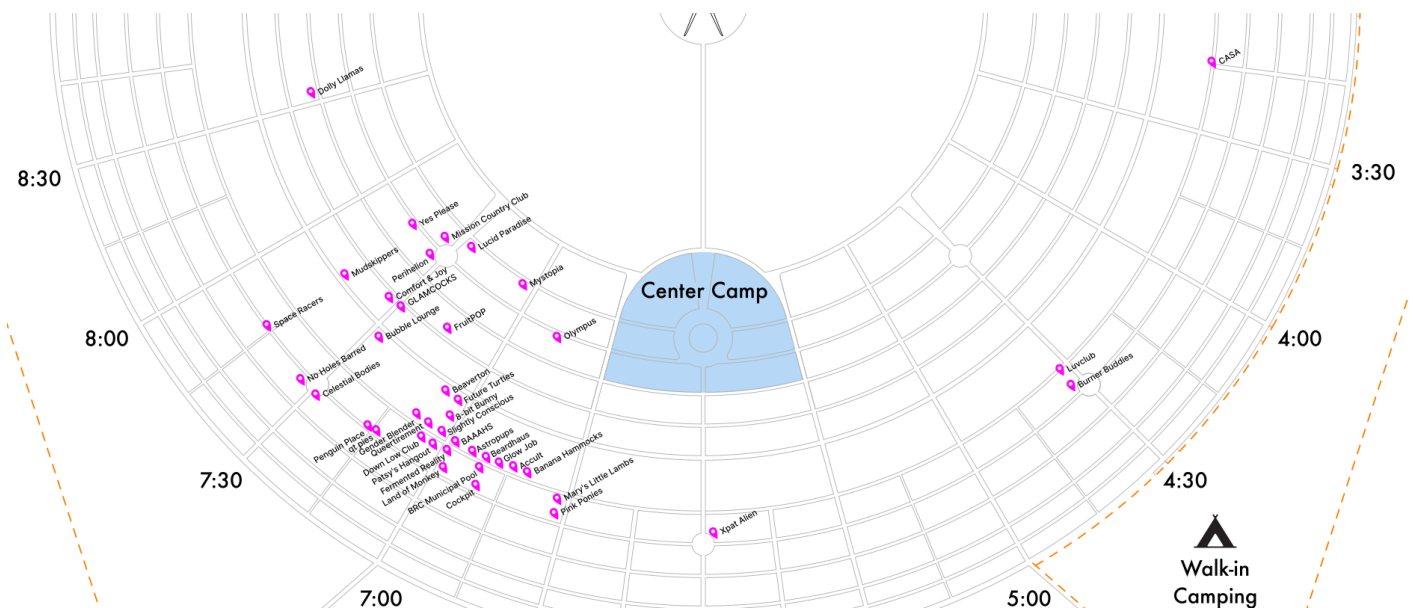 CASA
Dolly Llamas
8:30
3:30
Yes Please
Mission Country Club
Lucid Paradise
Mudskippers
Perihelion
Comfort & Joy
GLAMCOCKS
Mystopia
Center Camp
Space Racers
Bubble Lounge
FruitPOP
Olympus
8:00
4:00
No Holes Barred
Celestial Bodies
Luvclub
Burner Buddies
Beaverton
Future Turtles
8-bit Bunny
Slightly Conscious
Penguin Place
qt pies
Gender Blender
Queertirement
Down Low Club
Patsy's Hangout
Fermented Reality
Land of Monkey
BAAAHS
Astropups
Beardhaus
Glow Job
Accult
Banana Hammocks
BRC Municipal Pool
Cockpit
Mary's Little Lambs
Pink Ponies
7:30
4:30
Xpat Alien
Walk-in
Camping
7:00
5:00